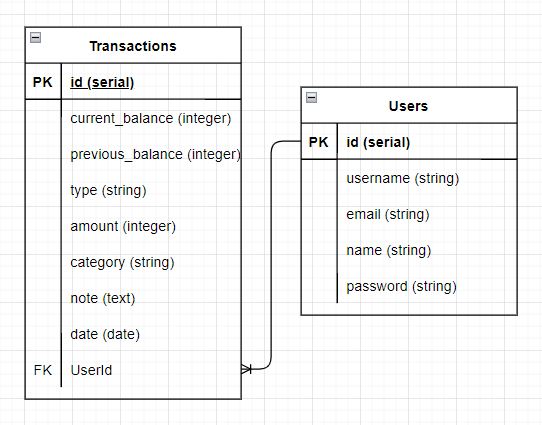 Transactions
PK id (serial)
current_balance (integer)
previous_balance (integer)
type (string)
amount (integer)
category (string)
note (text)
date (date)
FK UserId
Users
PK id (serial)
username (string)
email (string)
name (string)
password (string)